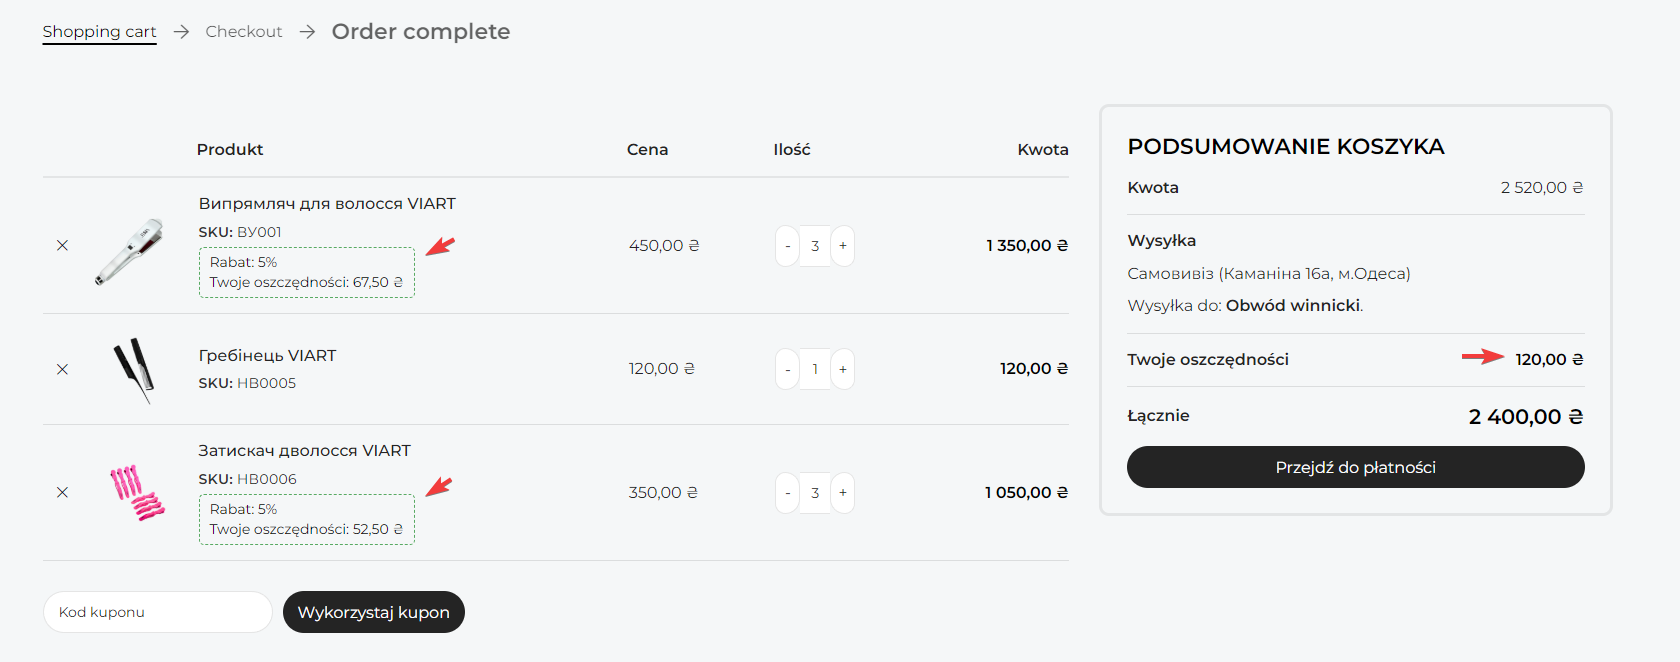 Shopping cart → Checkout → Order complete
Produkt Cena Ilość Kwota
Випрямляч для волосся VIART
SKU: ВУ001
Rabat: 5%
Twoje oszczędności: 67,50 ₴
450,00 ₴ - 3 + 1 350,00 ₴
Гребінець VIART
SKU: HB0005
120,00 ₴ - 1 + 120,00 ₴
Затискач дволосся VIART
SKU: HB0006
Rabat: 5%
Twoje oszczędności: 52,50 ₴
350,00 ₴ - 3 + 1 050,00 ₴
Kod kuponu Wykorzystaj kupon
PODSUMOWANIE KOSZYKA
Kwota 2 520,00 ₴
Wysyłka
Самовивіз (Каманіна 16а, м.Одеса)
Wysyłka do: Obwód winnicki.
Twoje oszczędności 120,00 ₴
Łącznie 2 400,00 ₴
Przejdź do płatności